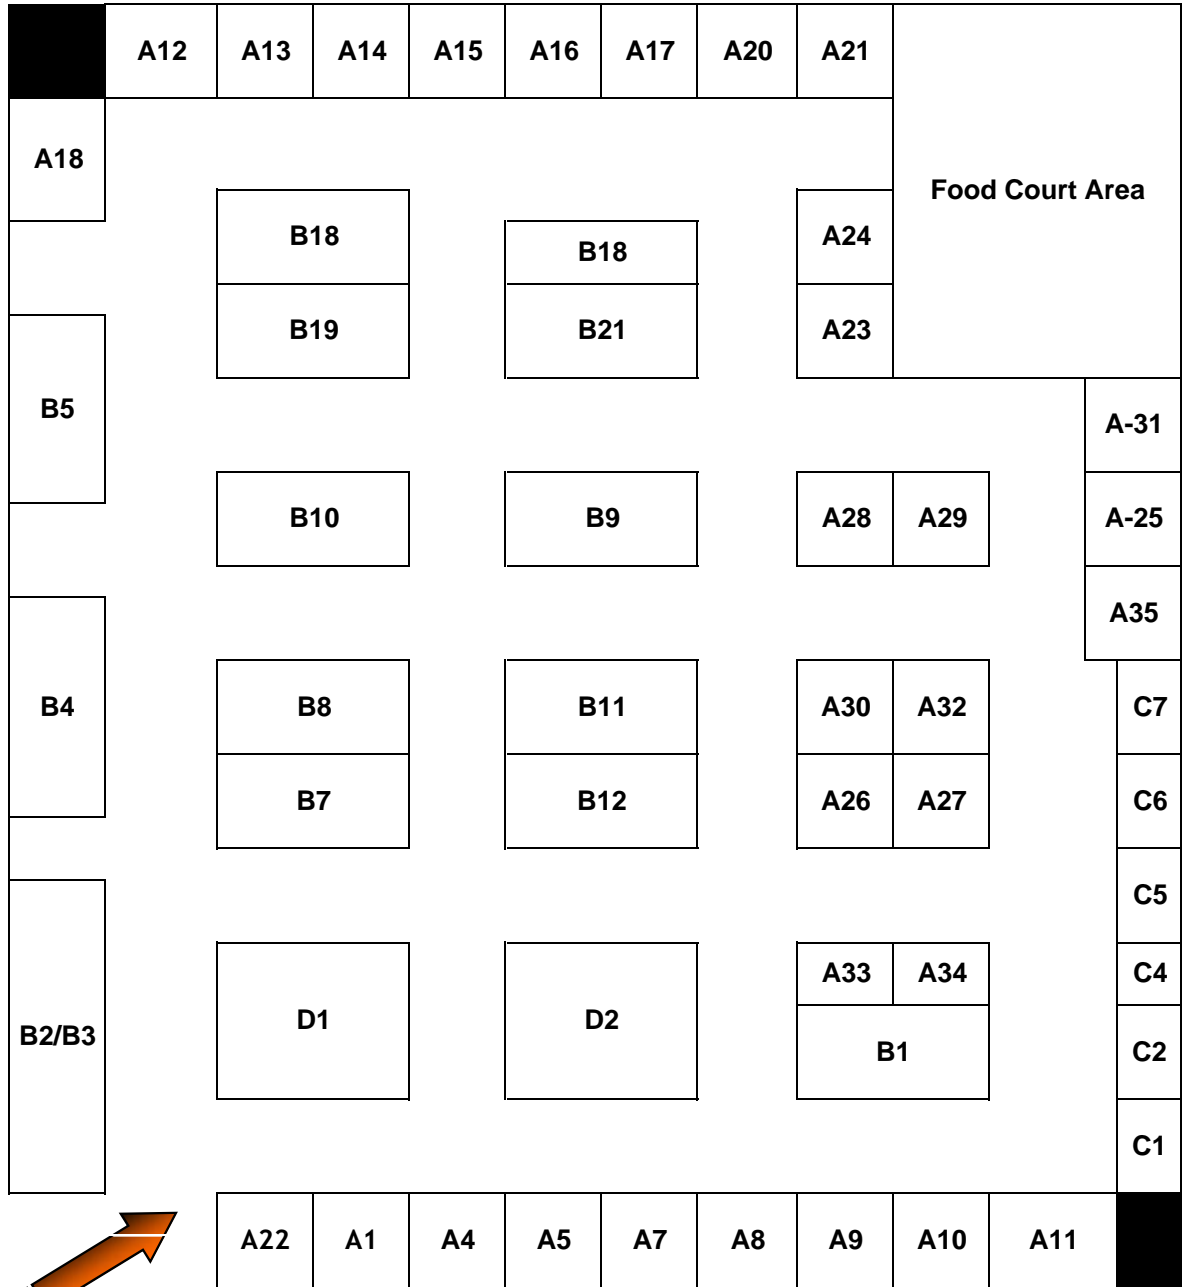 A12 A13 A14 A15 A16 A17 A20 A21
A18
Food Court Area
B18 B18 A24
B19 B21 A23
B5
A-31
B10 B9 A28 A29 A-25
A35
B4 B8 B11 A30 A32 C7
B7 B12 A26 A27 C6
C5
A33 A34 C4
D1 D2
B2/B3
B1 C2
C1
A22 A1 A4 A5 A7 A8 A9 A10 A11